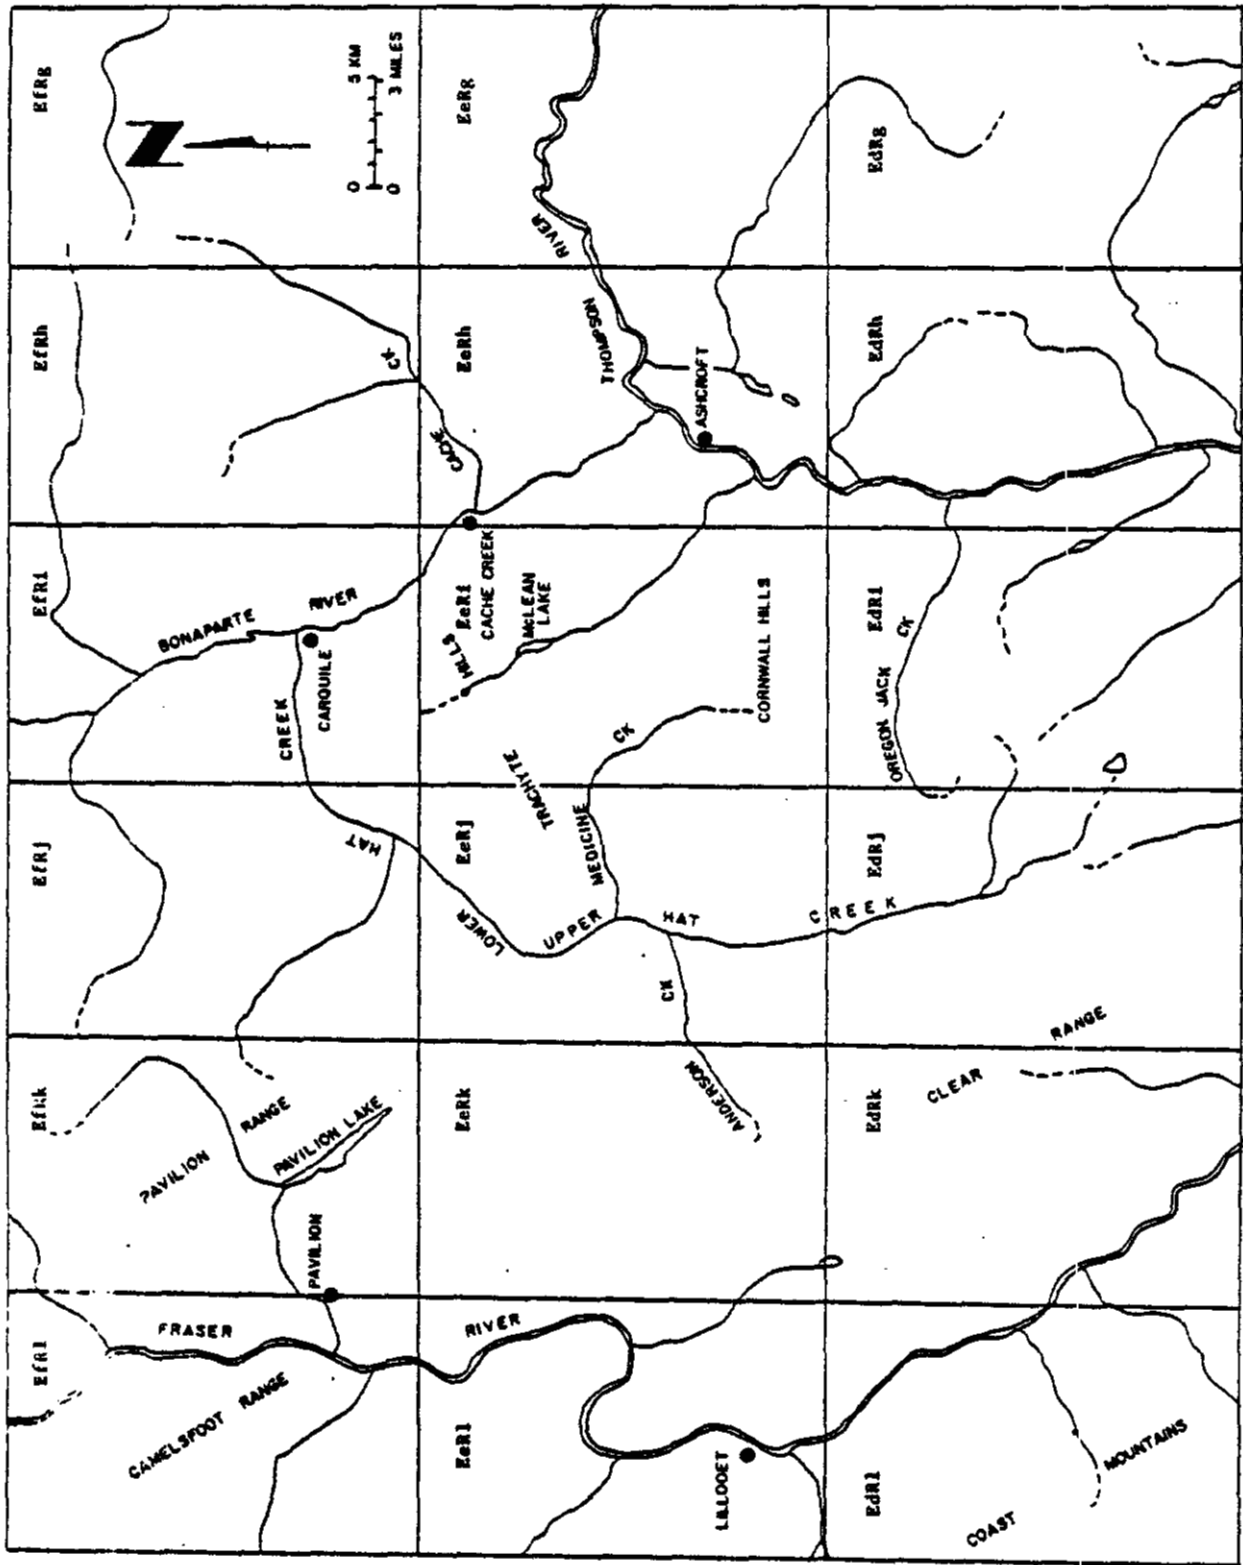 EfRl
EfRk
EfRj
EfRi
EfRh
EfRg
N
0 5 KM
0 3 MILES
CAMELSFOOT RANGE
FRASER
RIVER
PAVILION
RANGE
PAVILION LAKE
PAVILION
BONAPARTE
RIVER
CREEK
CARQUILE
HAT
CK
CACHE
EeRl
EeRk
EeRj
EeRi
EeRh
EeRg
LOWER
HILLS
CACHE CREEK
McLEAN
LAKE
TRACHYTE
UPPER
MEDICINE
CK
HAT
CREEK
THOMPSON
RIVER
CK
ANDERSON
ASHCROFT
LILLOOET
CORNWALL HILLS
EdRl
EdRk
EdRj
EdRi
EdRh
EdRg
OREGON JACK
CK
CLEAR
RANGE
COAST
MOUNTAINS